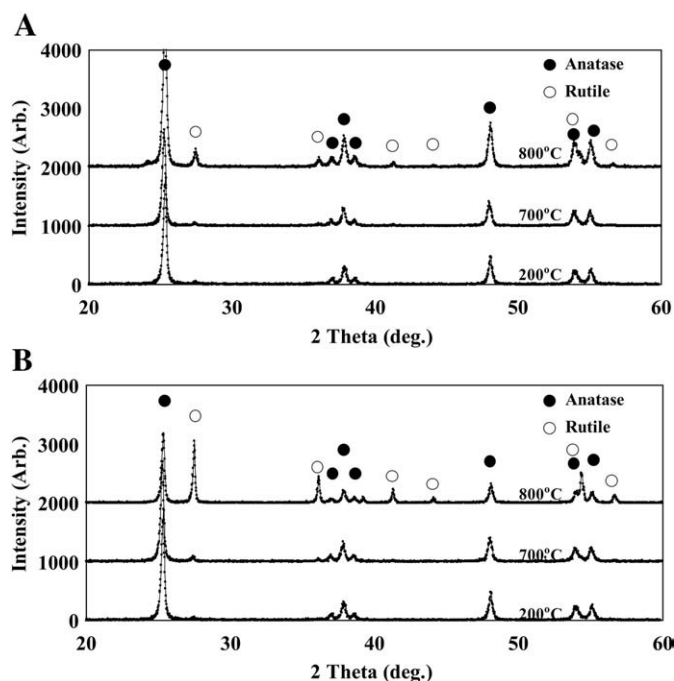 A
4000
3000
2000
1000
0
Intensity (Arb.)
Anatase
Rutile
800°C
700°C
200°C
20 30 40 50 60
2 Theta (deg.)
B
4000
3000
2000
1000
0
Intensity (Arb.)
Anatase
Rutile
800°C
700°C
200°C
20 30 40 50 60
2 Theta (deg.)